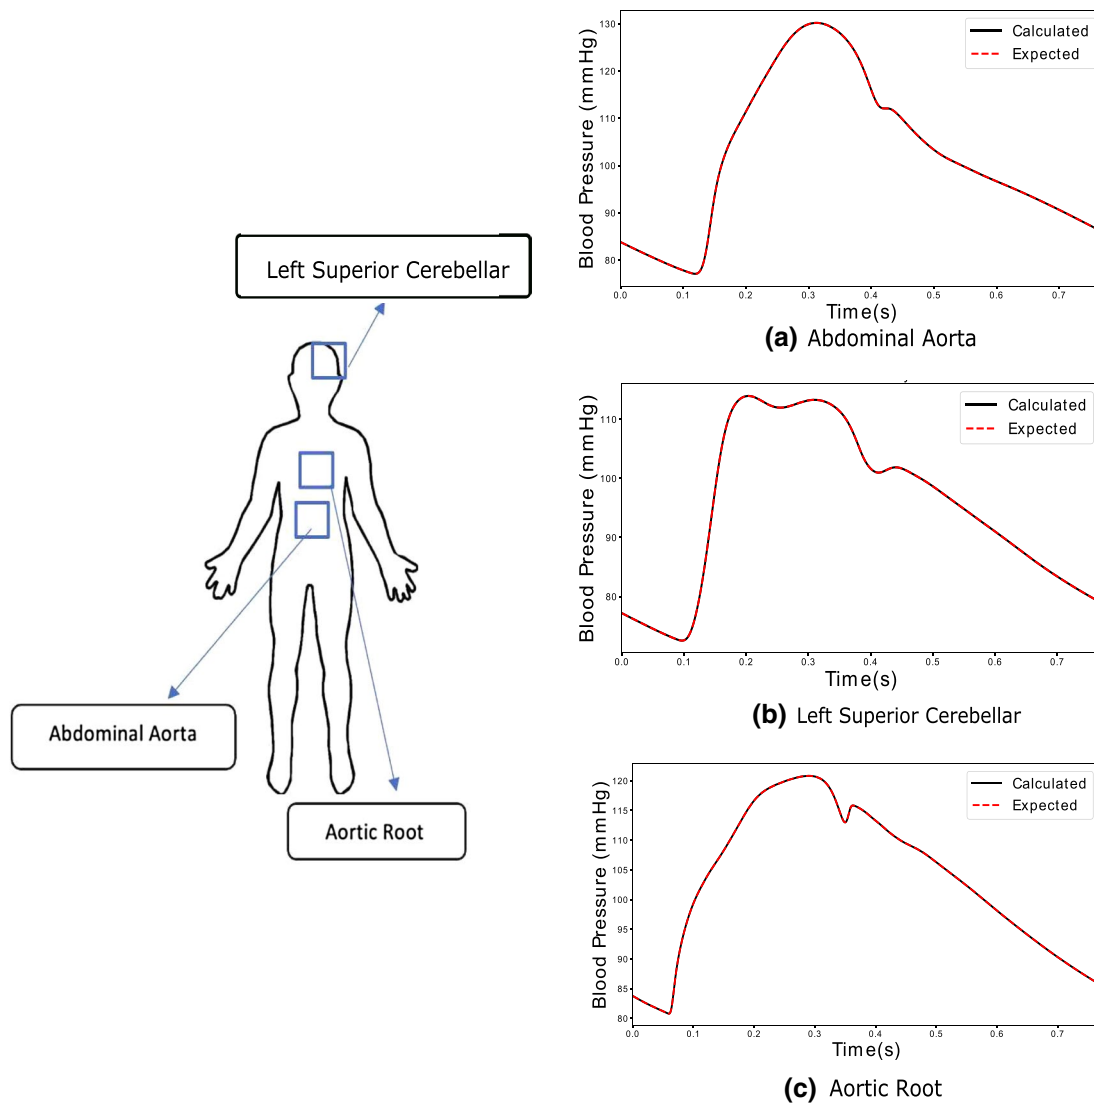 Left Superior Cerebellar
Abdominal Aorta
Aortic Root
Blood Pressure (mmHg)
130
120
110
100
90
80
Calculated
Expected
0.0 0.1 0.2 0.3 0.4 0.5 0.6 0.7
Time(s)
(a) Abdominal Aorta
Blood Pressure (mmHg)
110
100
90
80
Calculated
Expected
0.0 0.1 0.2 0.3 0.4 0.5 0.6 0.7
Time(s)
(b) Left Superior Cerebellar
Blood Pressure (mmHg)
120
115
110
105
100
95
90
85
80
Calculated
Expected
0.0 0.1 0.2 0.3 0.4 0.5 0.6 0.7
Time(s)
(c) Aortic Root